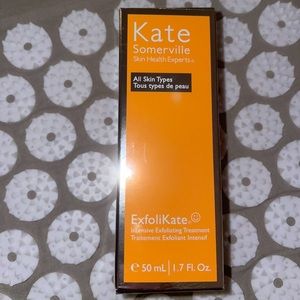 Kate
Somerville
Skin Health Experts®
All Skin Types
Tous types de peau
ExfoliKate®
Intensive Exfoliating Treatment
Traitement Exfoliant Intensif
℮ 50 mL | 1.7 Fl. Oz.